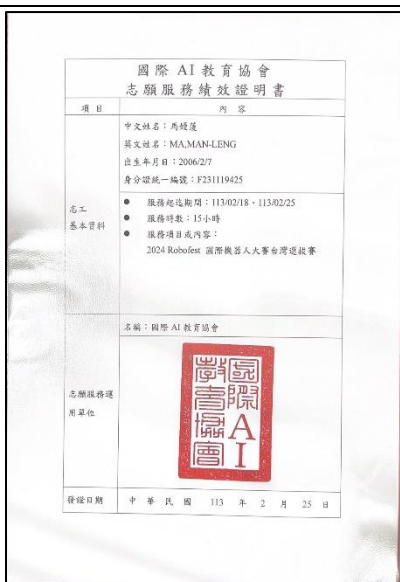 國際 AI 教育協會
志願服務績效證明書
項目 內容
志工
基本資料
中文姓名：馬嫚蓤
英文姓名：MA,MAN-LENG
出生年月日：2006/2/7
身分證統一編號：F231119425
● 服務起迄期間：113/02/18、113/02/25
● 服務時數：15小時
● 服務項目或內容：
2024 Robofest 國際機器人大賽台灣選拔賽
志願服務運
用單位
名稱：國際 AI 教育協會
國際AI
教育協會
發證日期 中華民國 113 年 2 月 25 日